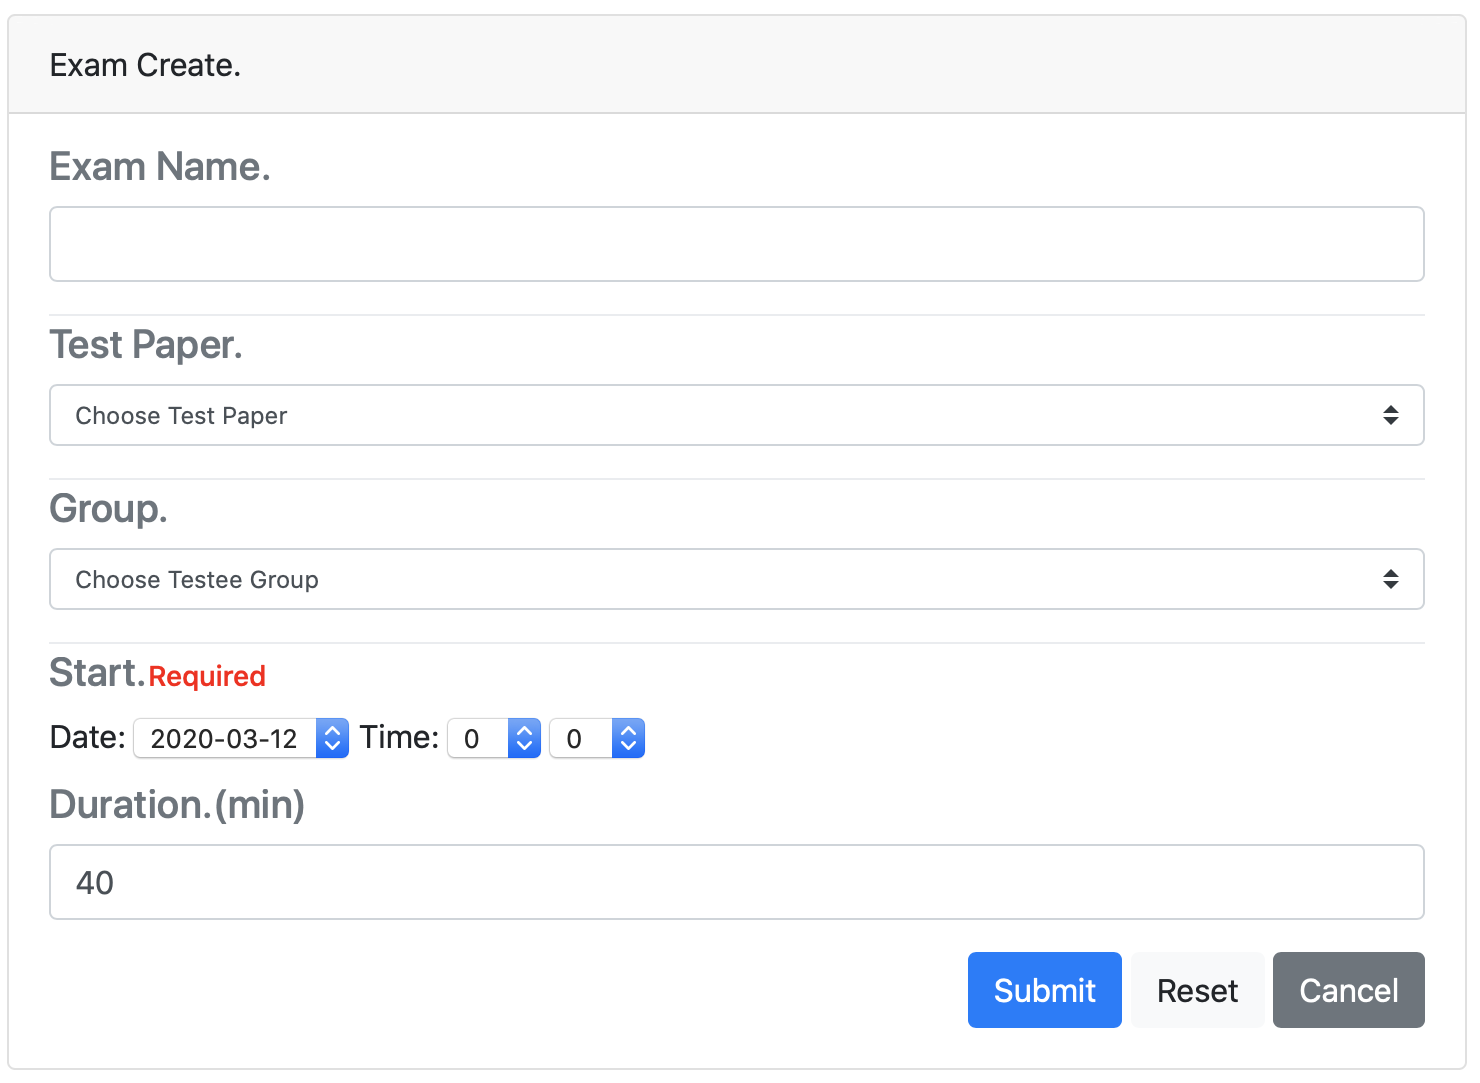 Exam Create.
Exam Name.
Test Paper.
Choose Test Paper
Group.
Choose Testee Group
Start.Required
Date: 2020-03-12 Time: 0 0
Duration.(min)
40
Submit Reset Cancel